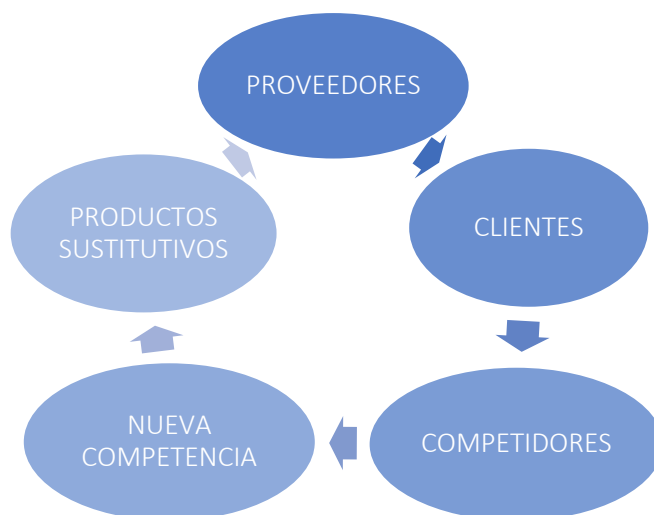 PROVEEDORES
CLIENTES
COMPETIDORES
NUEVA
COMPETENCIA
PRODUCTOS
SUSTITUTIVOS